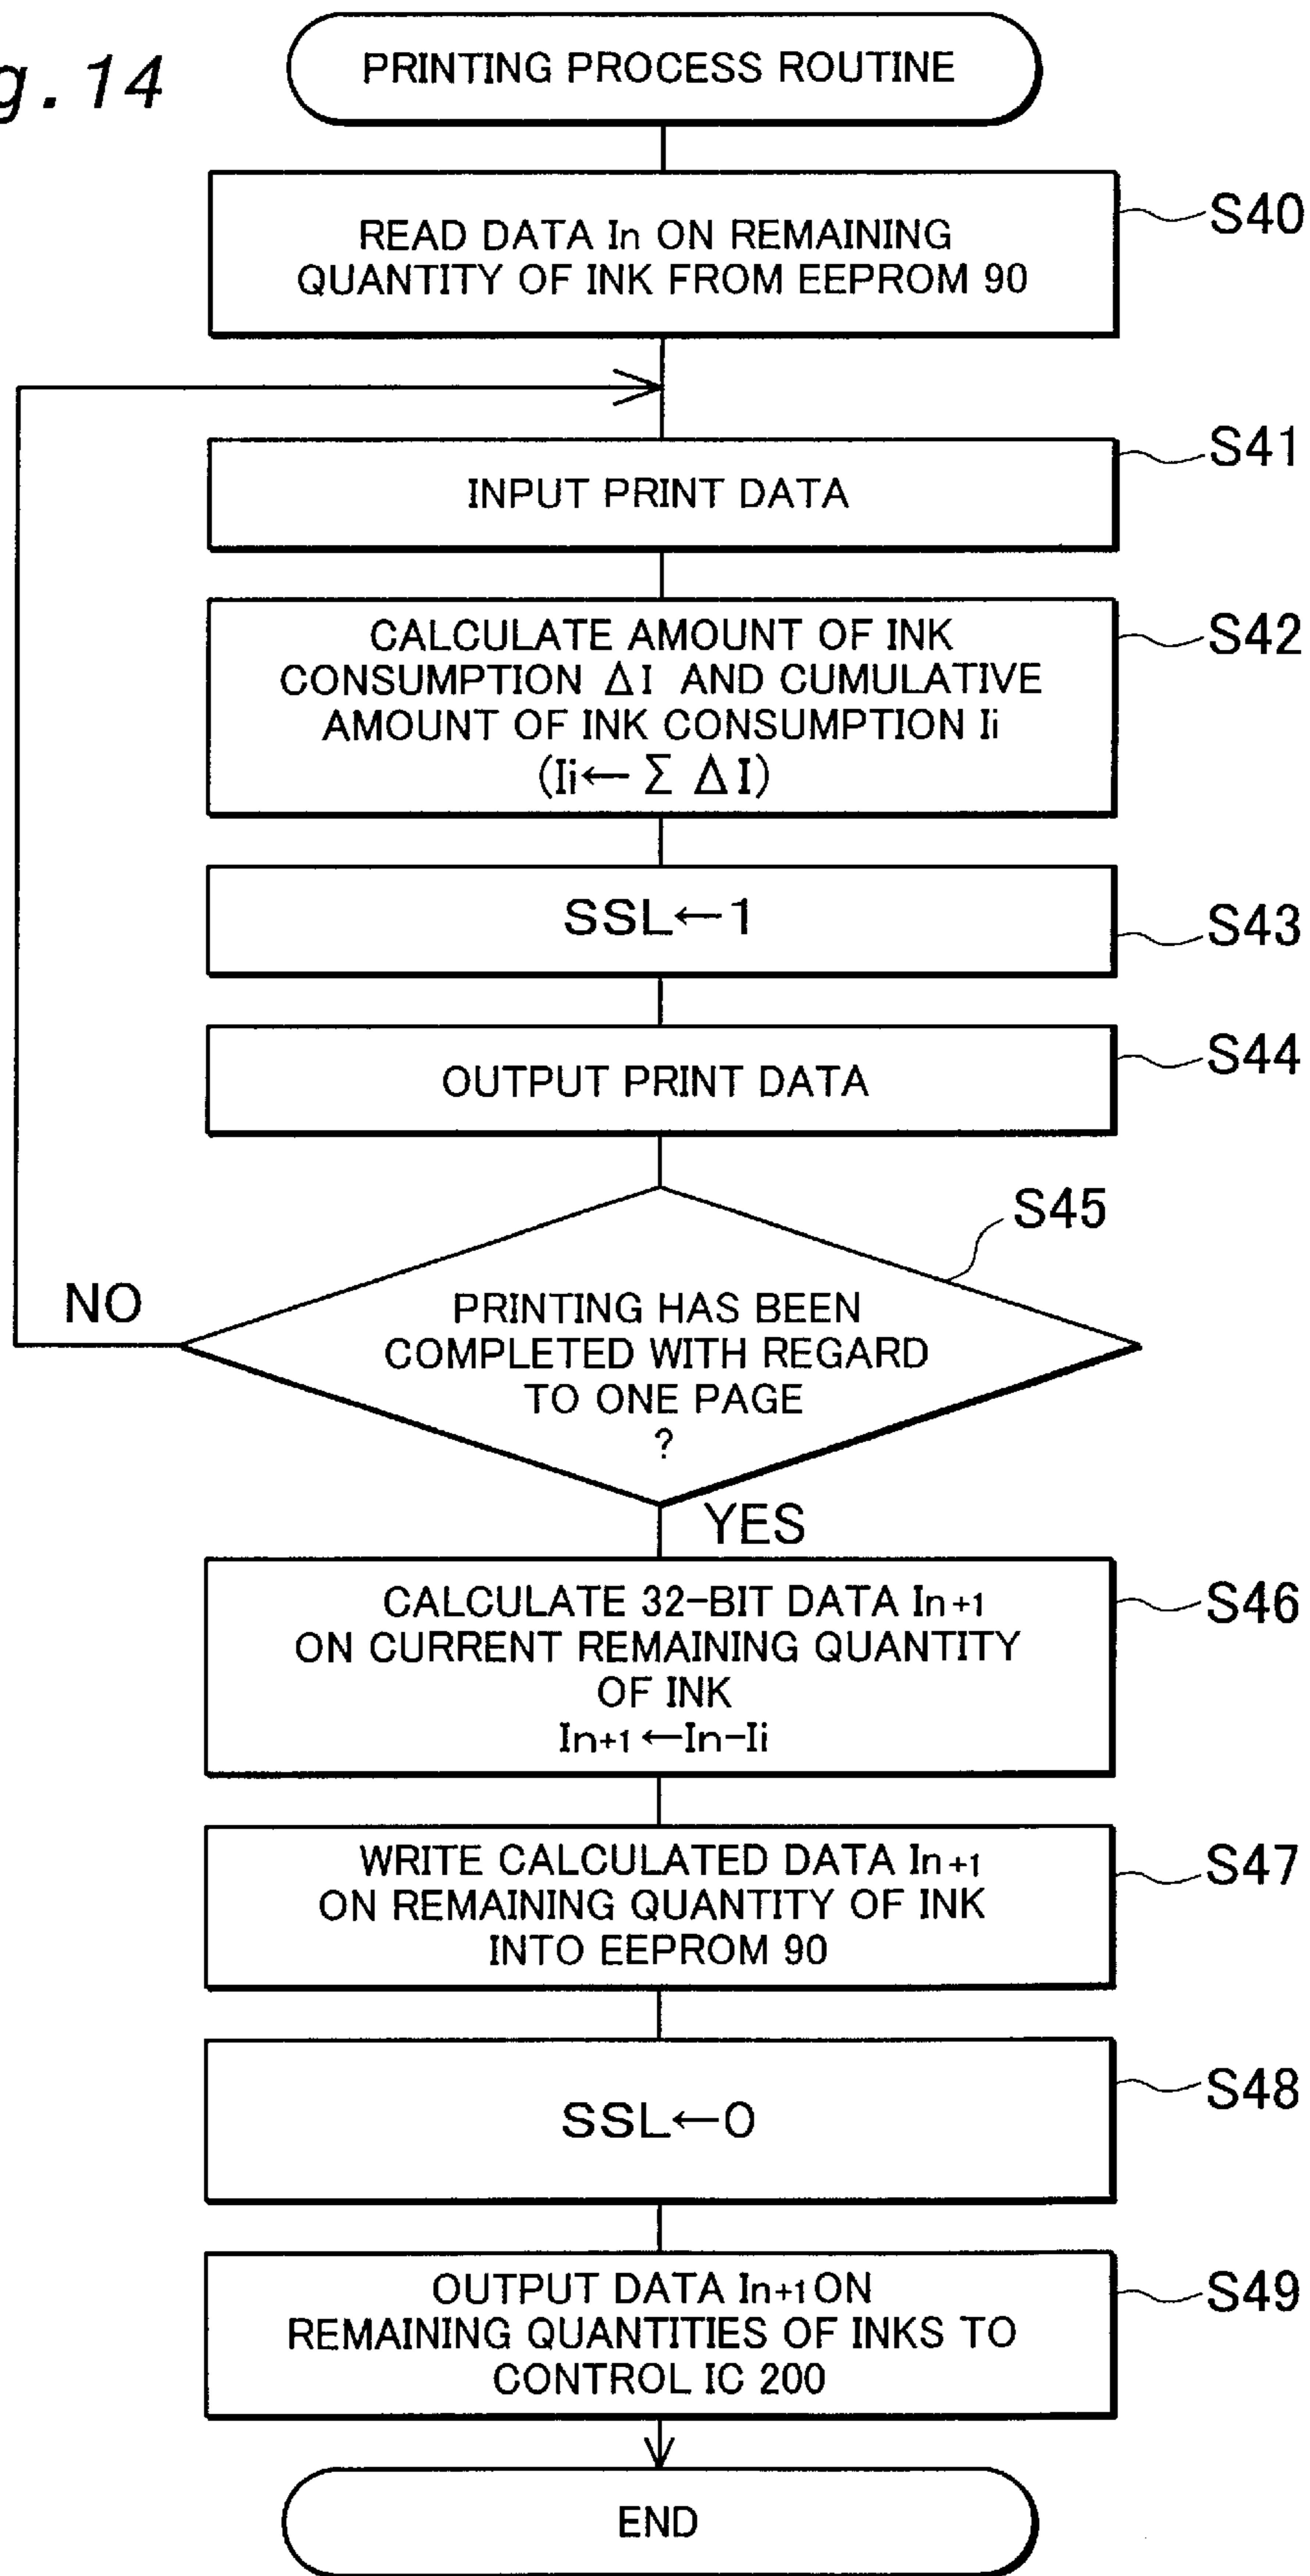 g.14
PRINTING PROCESS ROUTINE
READ DATA In ON REMAINING
QUANTITY OF INK FROM EEPROM 90
S40
INPUT PRINT DATA
S41
CALCULATE AMOUNT OF INK
CONSUMPTION ΔI AND CUMULATIVE
AMOUNT OF INK CONSUMPTION Ii
(Ii← Σ ΔI)
S42
SSL←1
S43
OUTPUT PRINT DATA
S44
S45
NO
PRINTING HAS BEEN
COMPLETED WITH REGARD
TO ONE PAGE
?
YES
CALCULATE 32-BIT DATA In+1
ON CURRENT REMAINING QUANTITY
OF INK
In+1 ←In-Ii
S46
WRITE CALCULATED DATA In+1
ON REMAINING QUANTITY OF INK
INTO EEPROM 90
S47
SSL←0
S48
OUTPUT DATA In+1 ON
REMAINING QUANTITIES OF INKS TO
CONTROL IC 200
S49
END